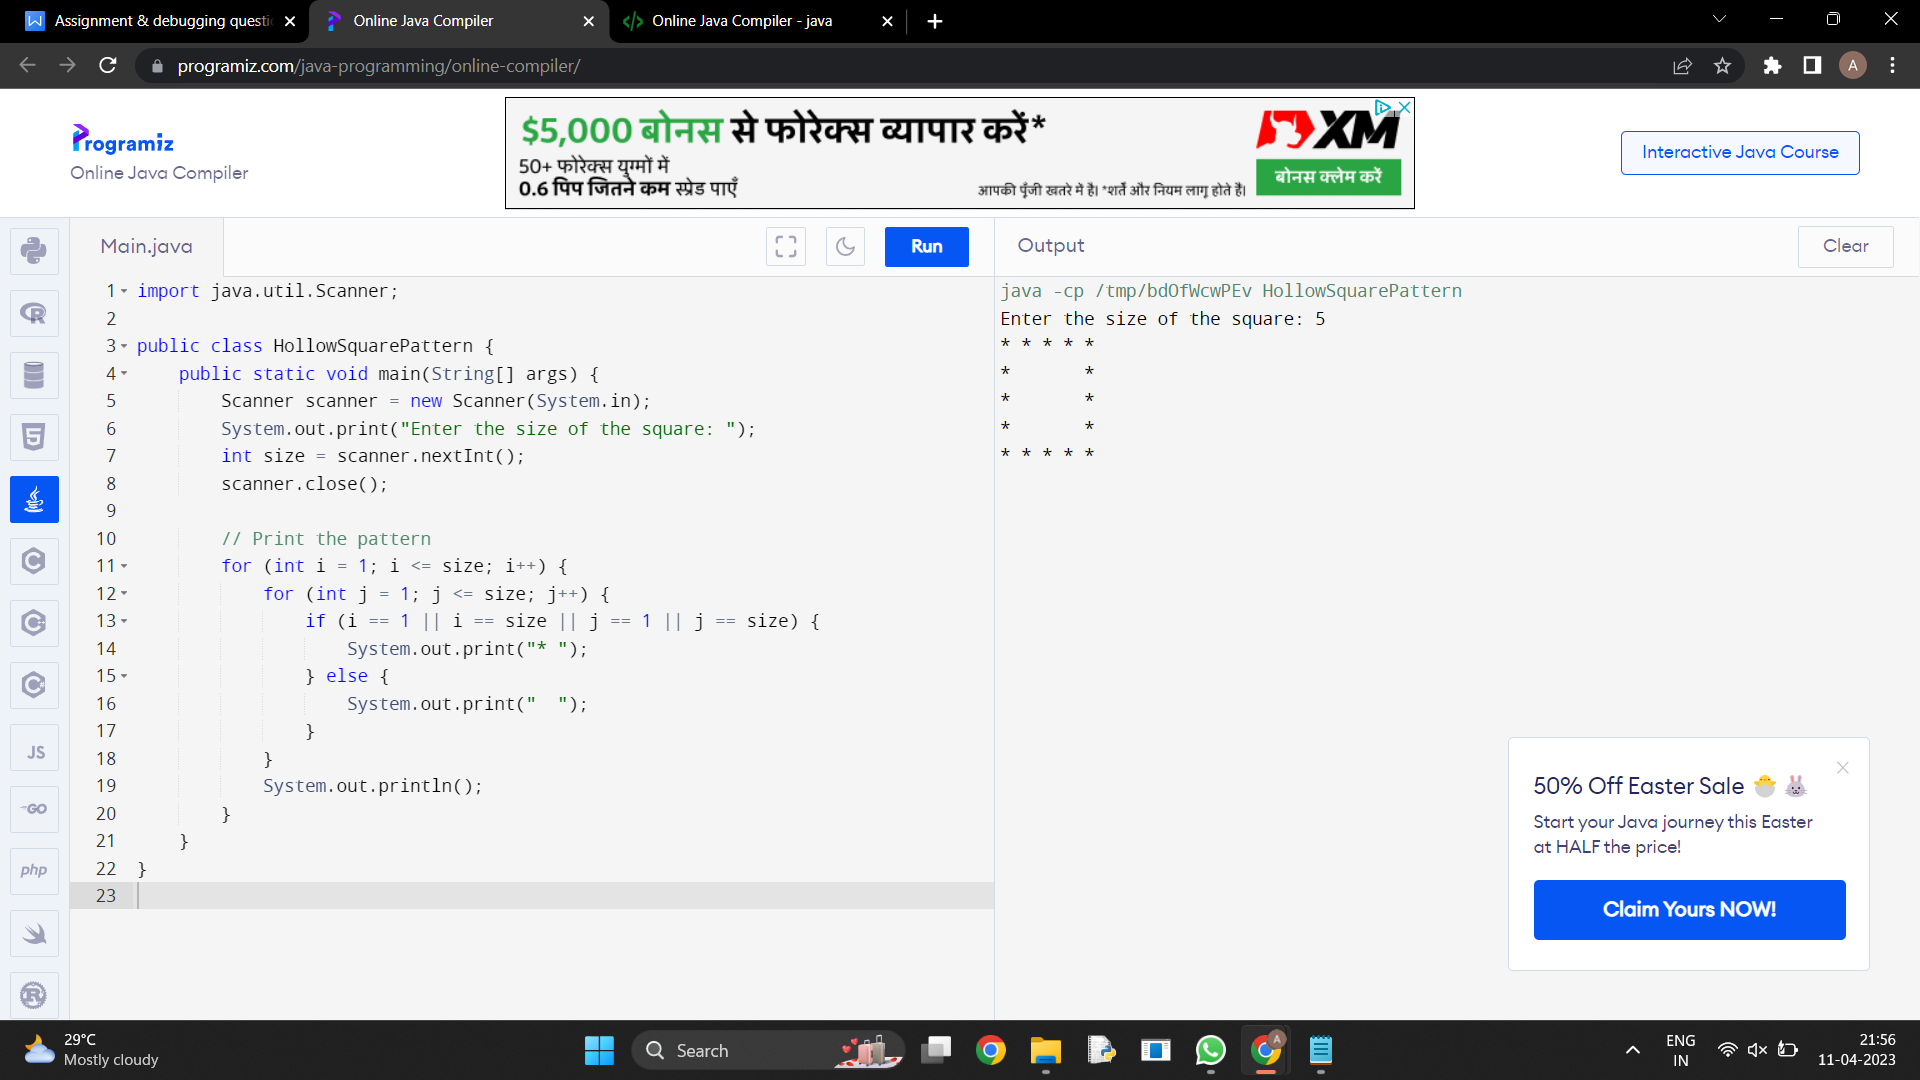 Assignment & debugging questi
Online Java Compiler
Online Java Compiler - java
programiz.com/java-programming/online-compiler/
A
Programiz
Online Java Compiler
$5,000 बोनस से फोरेक्स व्यापार करें*
50+ फोरेक्स युग्मों में
0.6 पिप जितने कम स्प्रेड पाएँ
आपकी पूँजी खतरे में है। *शर्तें और नियम लागू होते हैं।
XM
बोनस क्लेम करें
Interactive Java Course
Main.java
Run
Output
Clear
1 import java.util.Scanner;
2
3 public class HollowSquarePattern {
4 public static void main(String[] args) {
5 Scanner scanner = new Scanner(System.in);
6 System.out.print("Enter the size of the square: ");
7 int size = scanner.nextInt();
8 scanner.close();
9
10 // Print the pattern
11 for (int i = 1; i <= size; i++) {
12 for (int j = 1; j <= size; j++) {
13 if (i == 1 || i == size || j == 1 || j == size) {
14 System.out.print("* ");
15 } else {
16 System.out.print("  ");
17 }
18 }
19 System.out.println();
20 }
21 }
22 }
23
java -cp /tmp/bdOfWcwPEv HollowSquarePattern
Enter the size of the square: 5
* * * * *
*       *
*       *
*       *
* * * * *
R
5
C
C
C
JS
GO
php
R
50% Off Easter Sale 🐣 🐰
Start your Java journey this Easter
at HALF the price!
Claim Yours NOW!
29°C
Mostly cloudy
Search
A
ENG
IN
21:56
11-04-2023